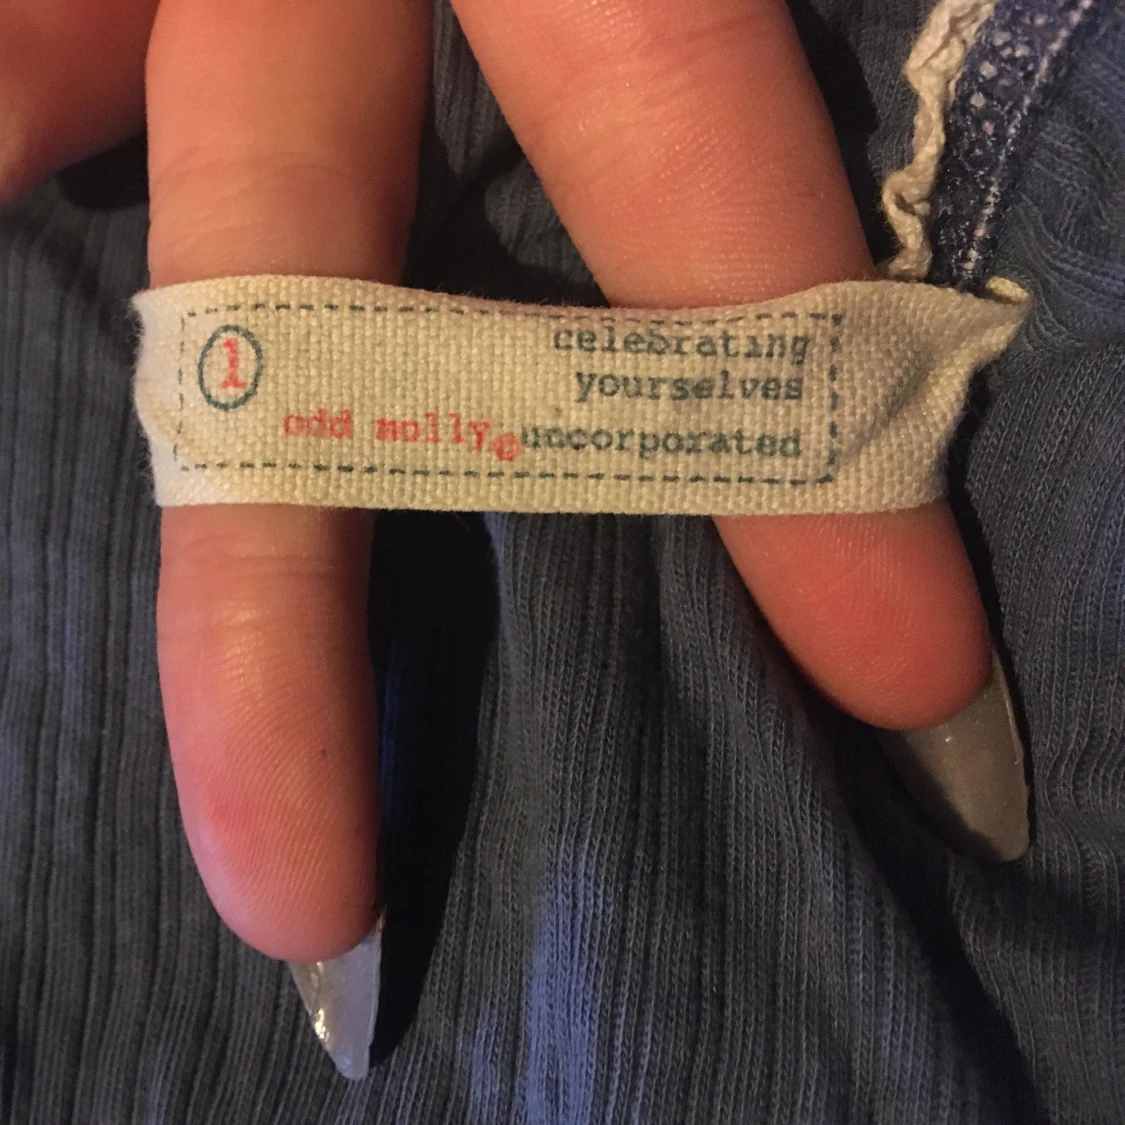 1
celebrating
yourselves
odd molly© uncorporated